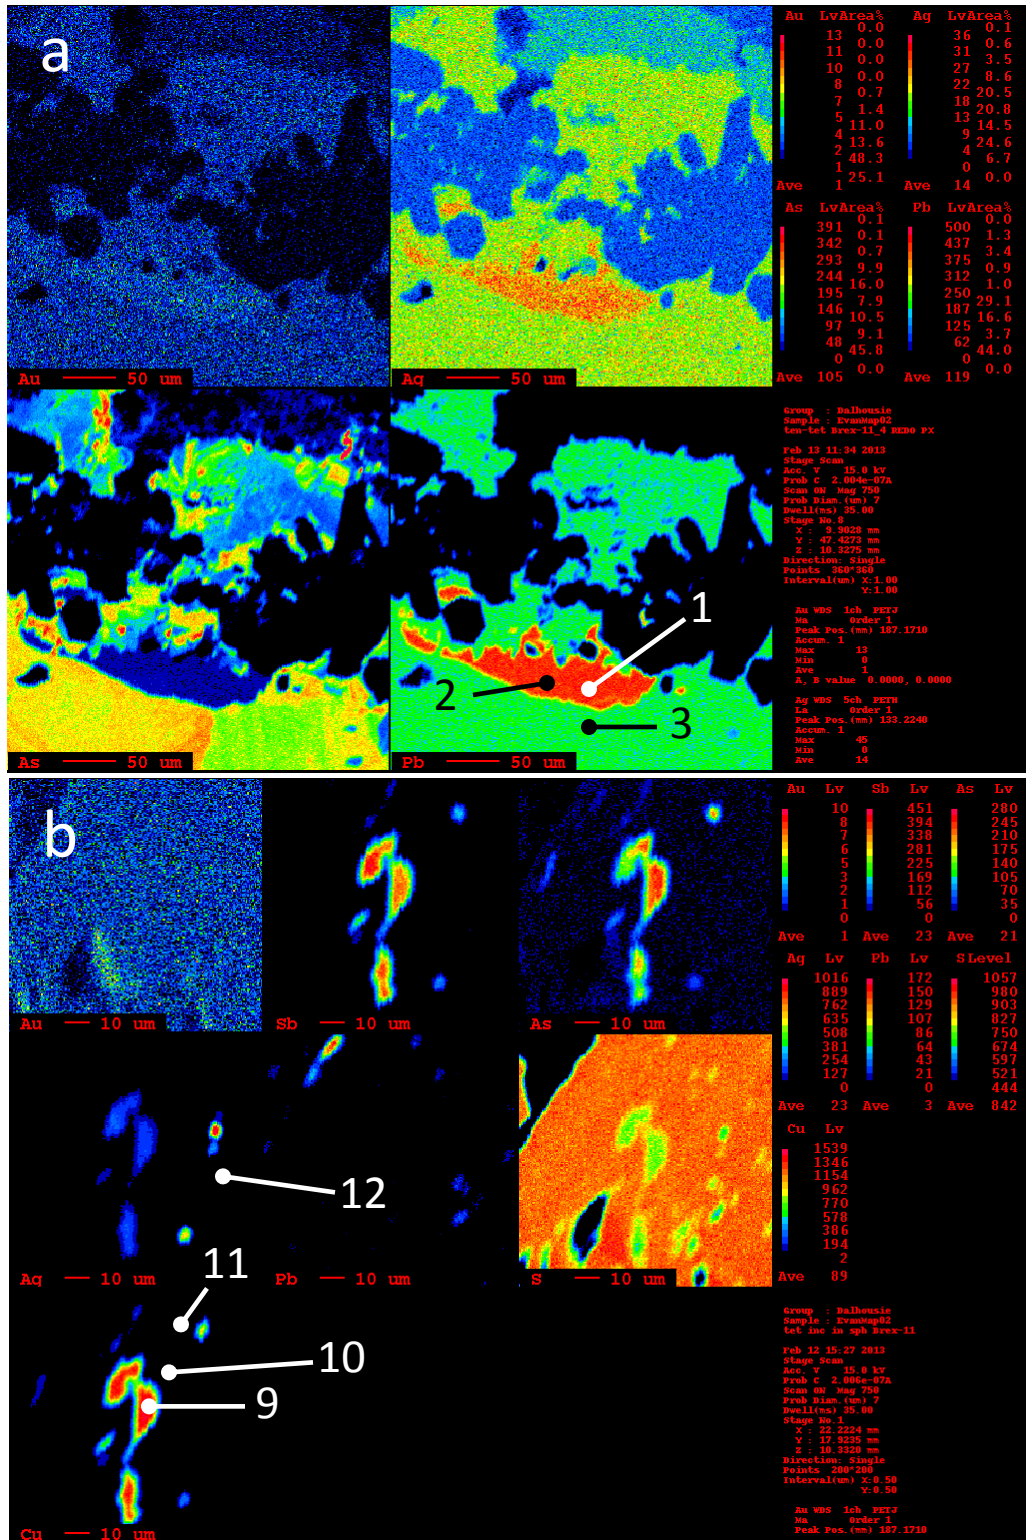 a
Au LvArea%
0.0
13 0.0
11 0.0
10 0.0
8 0.7
7 1.4
5 11.0
4 13.6
2 48.3
1 25.1
0
Ave 1
Ag LvArea%
0.1
36 0.6
31 3.5
27 8.6
22 20.5
18 20.8
13 14.5
9 24.6
4 6.7
0 0.0
Ave 14
As LvArea%
0.1
391 0.1
342 0.7
293 9.9
244 16.0
195 7.9
146 10.5
97 9.1
48 45.8
0 0.0
Ave 105
Pb LvArea%
0.0
500 1.3
437 3.4
375 0.9
312 1.0
250 29.1
187 16.6
125 3.7
62 44.0
0 0.0
Ave 119
Au 50 um
Ag 50 um
As 50 um
Pb 50 um
1
2
3
Group : Dalhousie
Sample : EvanMap02
ten-tet Brex-11_4 REDO PX
Feb 13 11:34 2013
Stage Scan
Acc. V 15.0 kV
Prob C 2.004e-07A
Scan ON Mag 750
Prob Diam.(um) 7
Dwell(ms) 35.00
Stage No.8
X : 9.9028 mm
Y : 47.4273 mm
Z : 10.3275 mm
Direction: Single
Points 360*360
Interval(um) X:1.00
Y:1.00
Au WDS 1ch PETJ
Ma Order 1
Peak Pos.(mm) 187.1710
Accum. 1
Max 13
Min 0
Ave 1
A, B value 0.0000, 0.0000
Ag WDS 5ch PETH
La Order 1
Peak Pos.(mm) 133.2240
Accum. 1
Max 45
Min 0
Ave 14
b
Au Lv
10
8
7
6
5
3
2
1
0
Ave 1
Sb Lv
451
394
338
281
225
169
112
56
0
Ave 23
As Lv
280
245
210
175
140
105
70
35
0
Ave 21
Ag Lv
1016
889
762
635
508
381
254
127
0
Ave 23
Pb Lv
172
150
129
107
86
64
43
21
0
Ave 3
S Level
1057
980
903
827
750
674
597
521
444
Ave 842
Cu Lv
1539
1346
1154
962
770
578
386
194
2
Ave 89
Au 10 um
Sb 10 um
As 10 um
Ag 10 um
Pb 10 um
S 10 um
Cu 10 um
12
11
10
9
Group : Dalhousie
Sample : EvanMap02
tet inc in sph Brex-11
Feb 12 15:27 2013
Stage Scan
Acc. V 15.0 kV
Prob C 2.006e-07A
Scan ON Mag 750
Prob Diam.(um) 7
Dwell(ms) 35.00
Stage No.1
X : 22.2224 mm
Y : 17.9235 mm
Z : 10.3320 mm
Direction: Single
Points 200*200
Interval(um) X:0.50
Y:0.50
Au WDS 1ch PETJ
Ma Order 1
Peak Pos.(mm) 187.1710